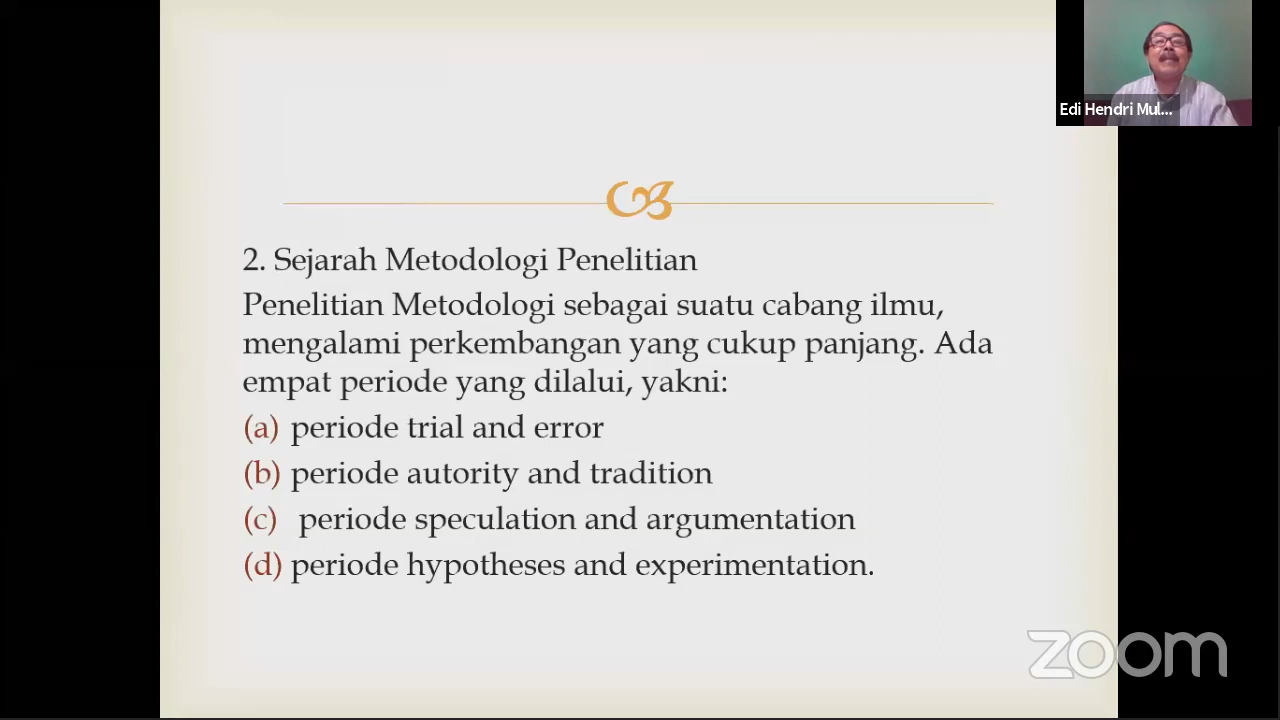 Edi Hendri Mul...
2. Sejarah Metodologi Penelitian
Penelitian Metodologi sebagai suatu cabang ilmu,
mengalami perkembangan yang cukup panjang. Ada
empat periode yang dilalui, yakni:
(a) periode trial and error
(b) periode autority and tradition
(c) periode speculation and argumentation
(d) periode hypotheses and experimentation.
zoom